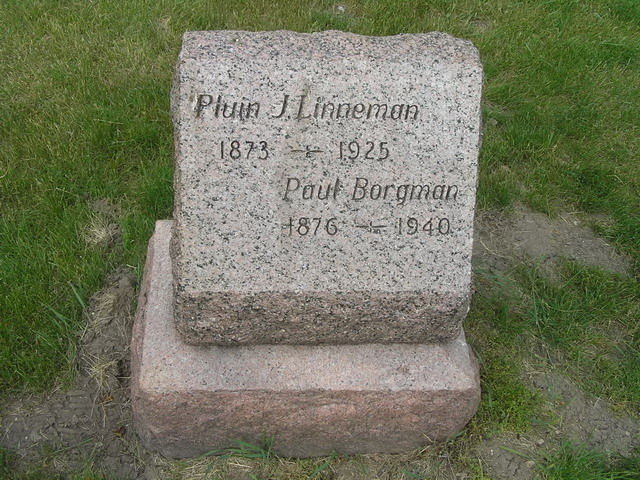 Pluin J. Linneman
1873 — 1925
Paul Borgman
1876 — 1940